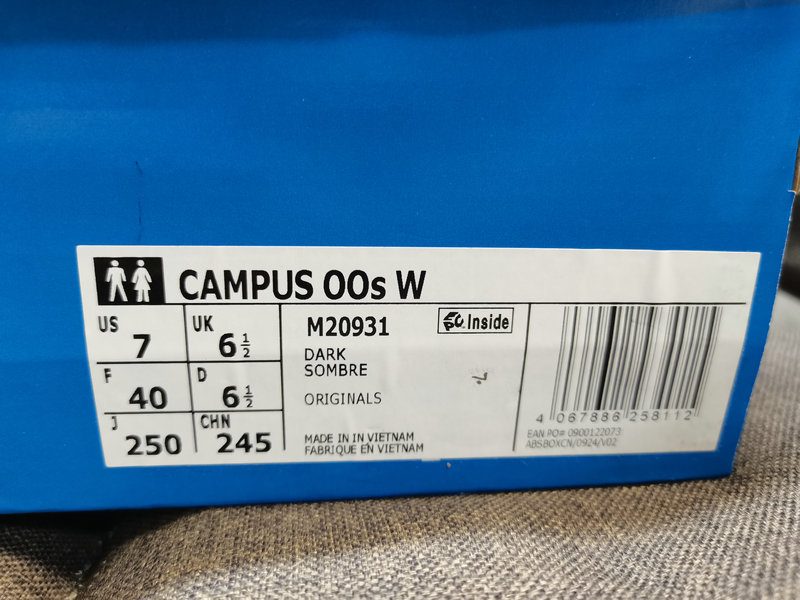 CAMPUS 00s W
US 7
UK 6 1/2
F 40
D 6 1/2
J 250
CHN 245
M20931
Inside
DARK
SOMBRE
ORIGINALS
MADE IN IN VIETNAM
FABRIQUE EN VIETNAM
4 067888 258112
EAN PO# 0900122073
ABSBOXCN/0924/V02